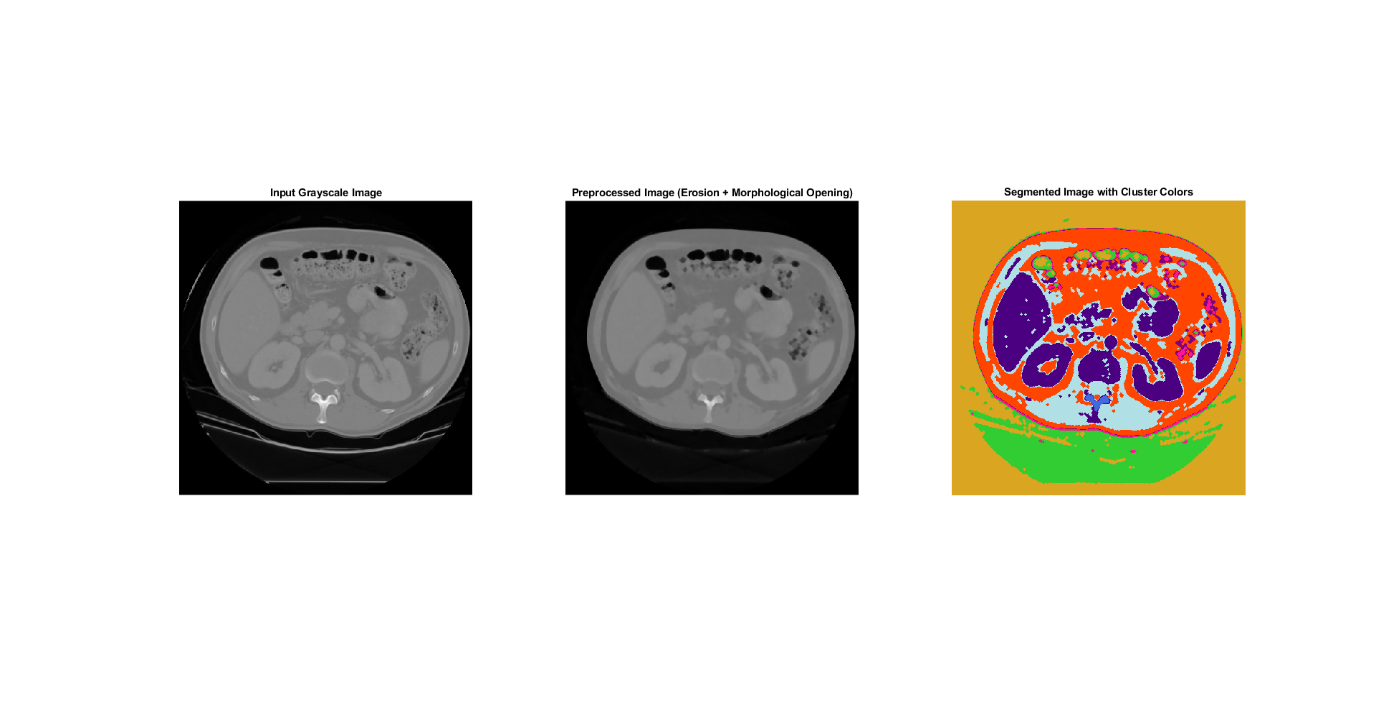 Input Grayscale Image
Preprocessed Image (Erosion + Morphological Opening)
Segmented Image with Cluster Colors